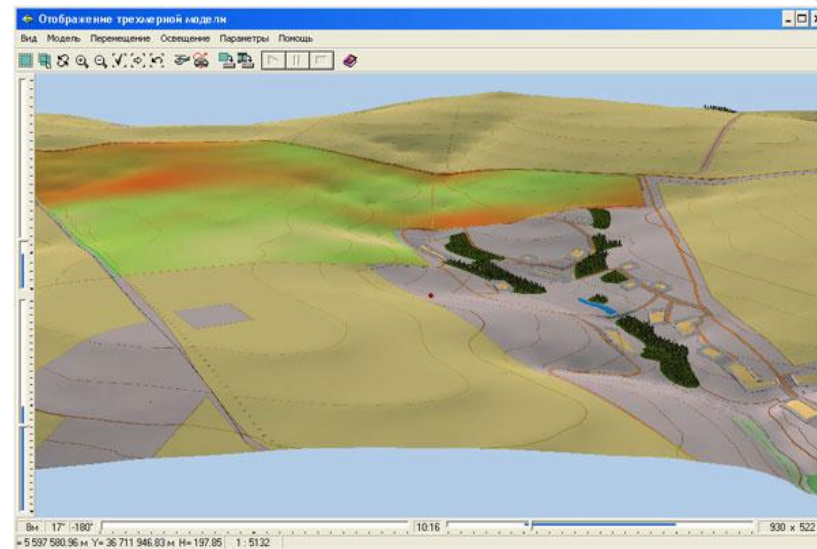 Отображение трехмерной модели
Вид Модель Перемещение Освещение Параметры Помощь
8м 17° -180° 10:16 930 x 522
= 5 597 580.96 м Y= 36 711 946.83 м H= 197.85 1 : 5132